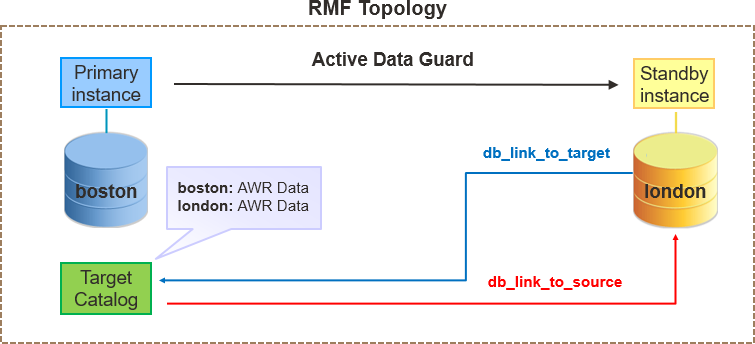 RMF Topology
Active Data Guard
Primary
instance
Standby
instance
db_link_to_target
boston
boston: AWR Data
london: AWR Data
london
Target
Catalog
db_link_to_source